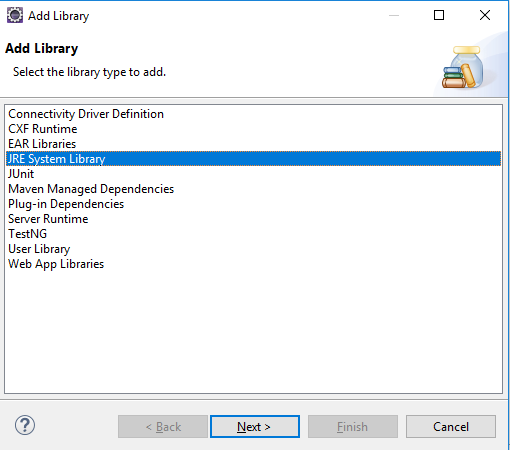 Add Library
Add Library
Select the library type to add.
Connectivity Driver Definition
CXF Runtime
EAR Libraries
JRE System Library
JUnit
Maven Managed Dependencies
Plug-in Dependencies
Server Runtime
TestNG
User Library
Web App Libraries
? < Back Next > Finish Cancel